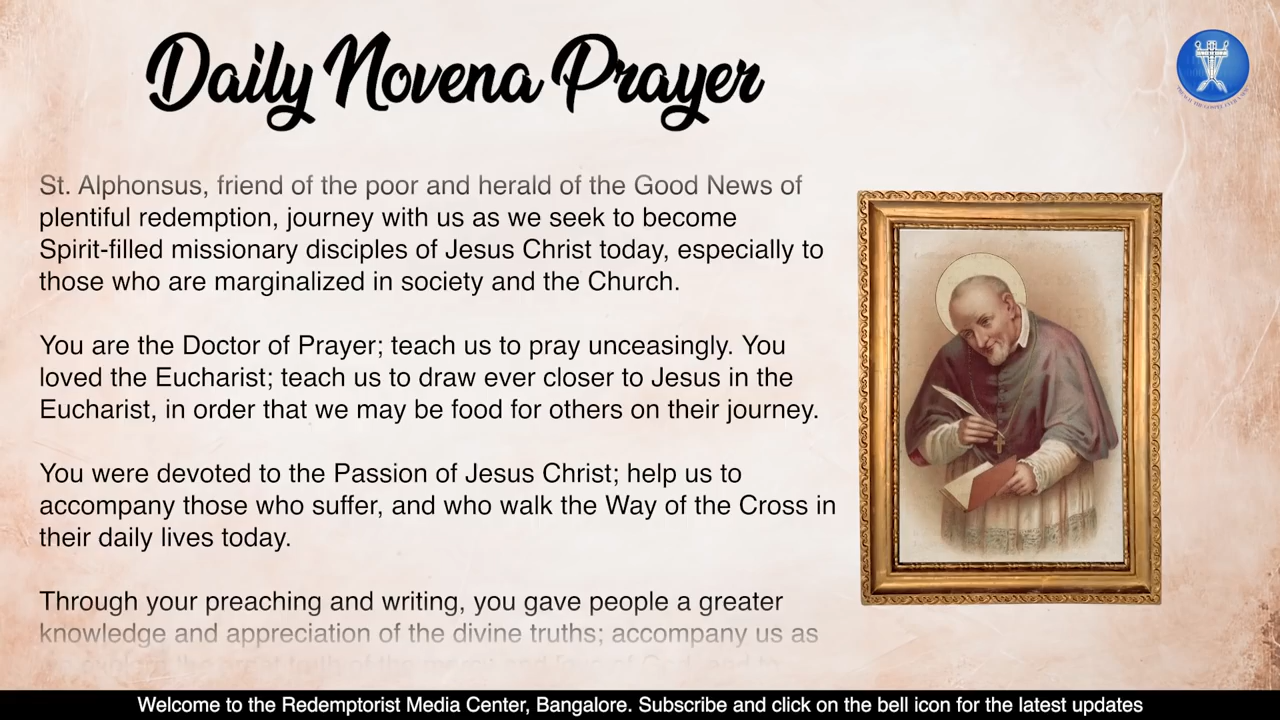 Daily Novena Prayer
St. Alphonsus, friend of the poor and herald of the Good News of
plentiful redemption, journey with us as we seek to become
Spirit-filled missionary disciples of Jesus Christ today, especially to
those who are marginalized in society and the Church.
You are the Doctor of Prayer; teach us to pray unceasingly. You
loved the Eucharist; teach us to draw ever closer to Jesus in the
Eucharist, in order that we may be food for others on their journey.
You were devoted to the Passion of Jesus Christ; help us to
accompany those who suffer, and who walk the Way of the Cross in
their daily lives today.
Through your preaching and writing, you gave people a greater
knowledge and appreciation of the divine truths; accompany us as
Welcome to the Redemptorist Media Center, Bangalore. Subscribe and click on the bell icon for the latest updates